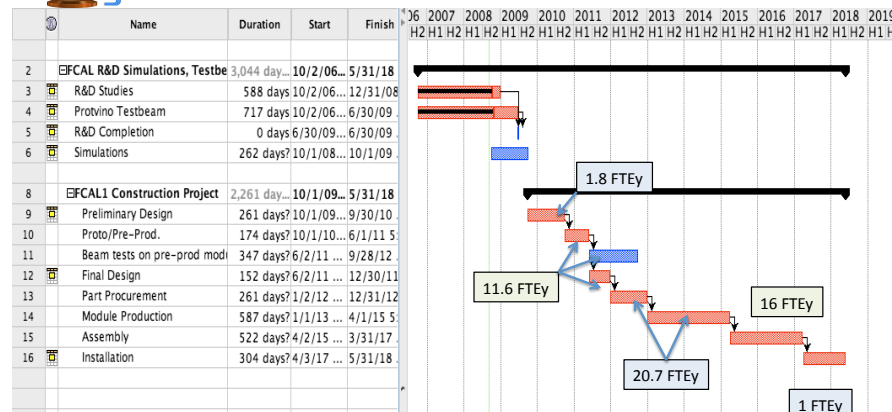 Name Duration Start Finish 06 2007 2008 2009 2010 2011 2012 2013 2014 2015 2016 2017 2018 2019
H2 H1 H2 H1 H2 H1 H2 H1 H2 H1 H2 H1 H2 H1 H2 H1 H2 H1 H2 H1 H2 H1 H2 H1 H2 H1 H
2 FCAL R&D Simulations, Testbe 3,044 day... 10/2/06... 5/31/18
3 R&D Studies 588 days 10/2/06... 12/31/08
4 Protvino Testbeam 717 days 10/2/06... 6/30/09 .
5 R&D Completion 0 days 6/30/09... 6/30/09 .
6 Simulations 262 days? 10/1/08... 10/1/09 .
1.8 FTEy
8 FCAL1 Construction Project 2,261 day... 10/1/09... 5/31/18
9 Preliminary Design 261 days? 10/1/09... 9/30/10 .
10 Proto/Pre-Prod. 174 days? 10/1/10... 6/1/11 5:
11 Beam tests on pre-prod modu 347 days? 6/2/11 ... 9/28/12 .
12 Final Design 152 days? 6/2/11 ... 12/30/11
11.6 FTEy
13 Part Procurement 261 days? 1/2/12 ... 12/31/12
16 FTEy
14 Module Production 587 days? 1/1/13 ... 4/1/15 5:
15 Assembly 522 days? 4/2/15 ... 3/31/17 .
16 Installation 304 days? 4/3/17 ... 5/31/18 .
20.7 FTEy
1 FTEy